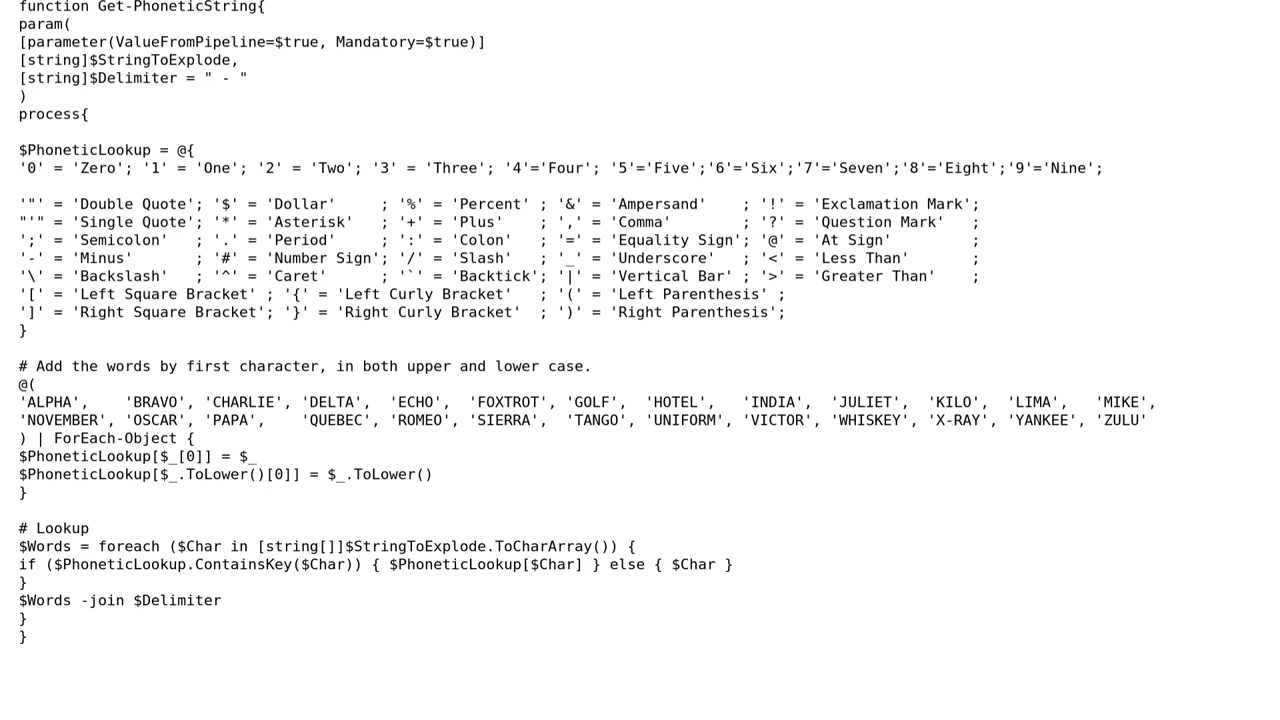 function Get-PhoneticString{
param(
[parameter(ValueFromPipeline=$true, Mandatory=$true)]
[string]$StringToExplode,
[string]$Delimiter = " - "
)
process{

$PhoneticLookup = @{
'0' = 'Zero'; '1' = 'One'; '2' = 'Two'; '3' = 'Three'; '4'='Four'; '5'='Five';'6'='Six';'7'='Seven';'8'='Eight';'9'='Nine';

'"' = 'Double Quote'; '$' = 'Dollar'     ; '%' = 'Percent' ; '&' = 'Ampersand'    ; '!' = 'Exclamation Mark';
"'" = 'Single Quote'; '*' = 'Asterisk'   ; '+' = 'Plus'    ; ',' = 'Comma'        ; '?' = 'Question Mark'   ;
';' = 'Semicolon'   ; '.' = 'Period'     ; ':' = 'Colon'   ; '=' = 'Equality Sign'; '@' = 'At Sign'         ;
'-' = 'Minus'       ; '#' = 'Number Sign'; '/' = 'Slash'   ; '_' = 'Underscore'   ; '<' = 'Less Than'       ;
'\' = 'Backslash'   ; '^' = 'Caret'      ; '`' = 'Backtick'; '|' = 'Vertical Bar' ; '>' = 'Greater Than'    ;
'[' = 'Left Square Bracket' ; '{' = 'Left Curly Bracket'   ; '(' = 'Left Parenthesis' ;
']' = 'Right Square Bracket'; '}' = 'Right Curly Bracket'  ; ')' = 'Right Parenthesis';
}

# Add the words by first character, in both upper and lower case.
@(
'ALPHA',    'BRAVO', 'CHARLIE', 'DELTA',  'ECHO',  'FOXTROT', 'GOLF',  'HOTEL',   'INDIA',  'JULIET',  'KILO',  'LIMA',   'MIKE',
'NOVEMBER', 'OSCAR', 'PAPA',    'QUEBEC', 'ROMEO', 'SIERRA',  'TANGO', 'UNIFORM', 'VICTOR', 'WHISKEY', 'X-RAY', 'YANKEE', 'ZULU'
) | ForEach-Object {
$PhoneticLookup[$_[0]] = $_
$PhoneticLookup[$_.ToLower()[0]] = $_.ToLower()
}

# Lookup
$Words = foreach ($Char in [string[]]$StringToExplode.ToCharArray()) {
if ($PhoneticLookup.ContainsKey($Char)) { $PhoneticLookup[$Char] } else { $Char }
}
$Words -join $Delimiter
}
}